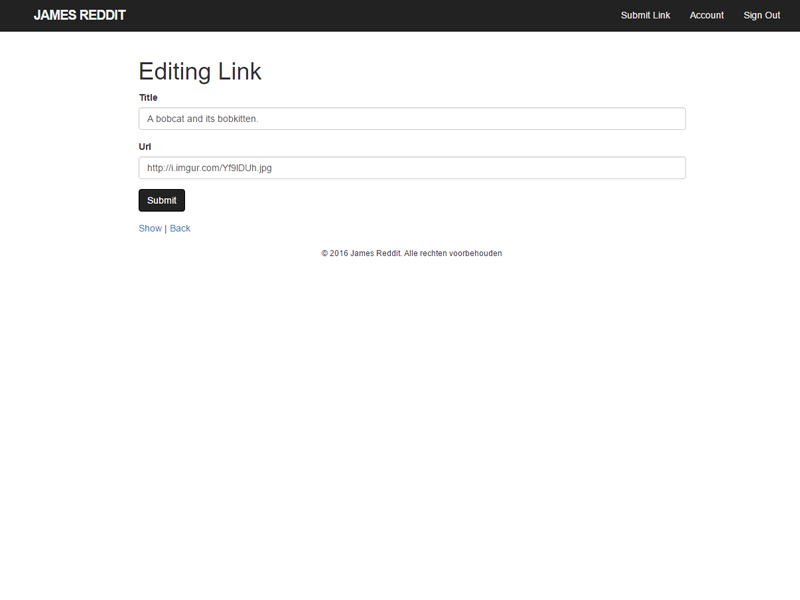 JAMES REDDIT Submit Link Account Sign Out
Editing Link
Title
A bobcat and its bobkitten.
Url
http://i.imgur.com/Yf9IDUh.jpg
Submit
Show | Back
© 2016 James Reddit. Alle rechten voorbehouden